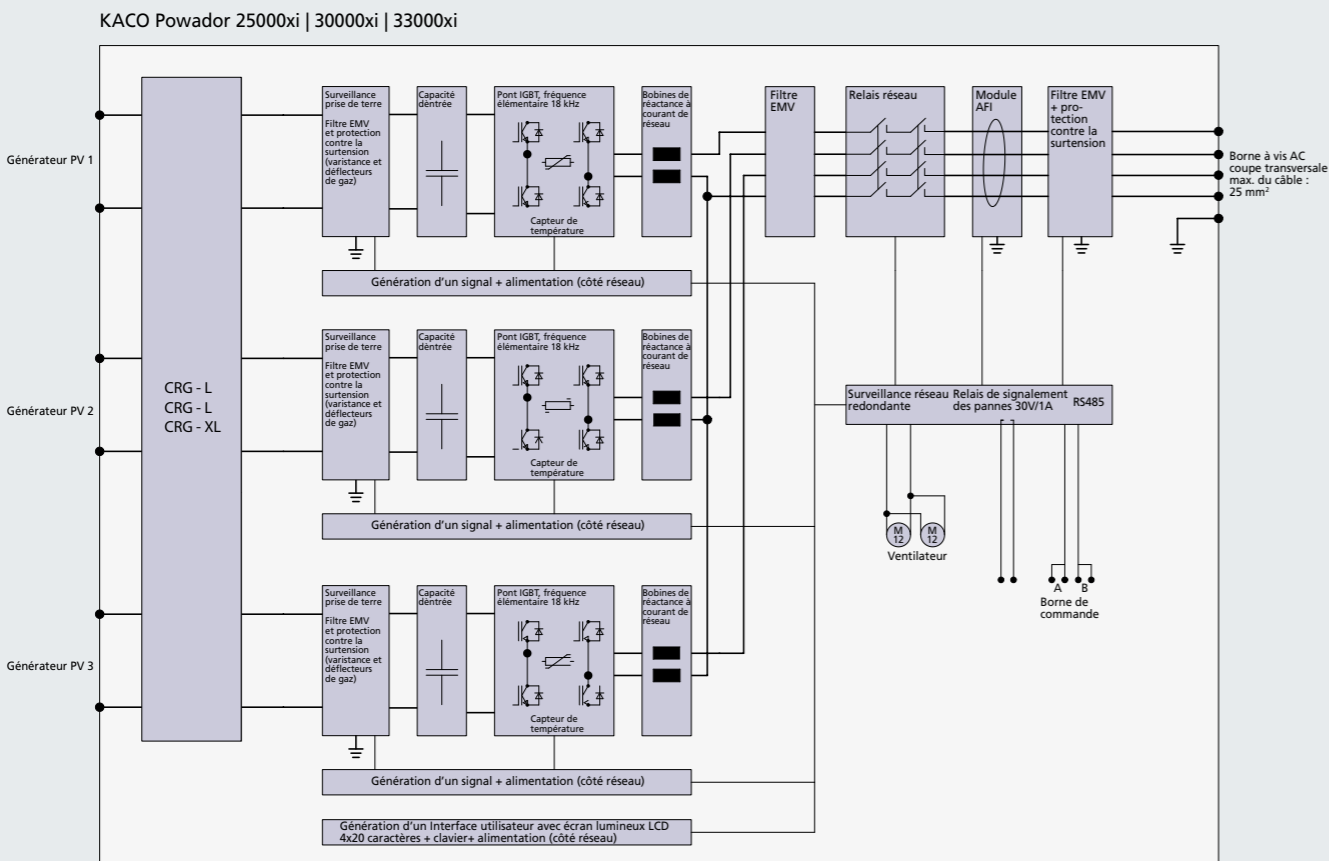 KACO Powador 25000xi | 30000xi | 33000xi
Générateur PV 1
Générateur PV 2
Générateur PV 3
CRG - L
CRG - L
CRG - XL
Surveillance
prise de terre
Filtre EMV
et protection
contre la
surtension
(varistance et
déflecteurs
de gaz)
Capacité
dèntrée
Pont IGBT, fréquence
élémentaire 18 kHz
Capteur de
température
Bobines de
réactance à
courant de
réseau
Génération d'un signal + alimentation (côté réseau)
Surveillance
prise de terre
Filtre EMV
et protection
contre la
surtension
(varistance et
déflecteurs
de gaz)
Capacité
dèntrée
Pont IGBT, fréquence
élémentaire 18 kHz
Capteur de
température
Bobines de
réactance à
courant de
réseau
Génération d'un signal + alimentation (côté réseau)
Surveillance
prise de terre
Filtre EMV
et protection
contre la
surtension
(varistance et
déflecteurs
de gaz)
Capacité
dèntrée
Pont IGBT, fréquence
élémentaire 18 kHz
Capteur de
température
Bobines de
réactance à
courant de
réseau
Génération d'un signal + alimentation (côté réseau)
Génération d'un Interface utilisateur avec écran lumineux LCD
4x20 caractères + clavier+ alimentation (côté réseau)
Filtre
EMV
Relais réseau
Module
AFI
Filtre EMV
+ pro-
tection
contre la
surtension
Borne à vis AC
coupe transversale
max. du câble :
25 mm²
Surveillance réseau
redondante
Relais de signalement
des pannes 30V/1A
RS485
M
12
M
12
Ventilateur
A
B
Borne de
commande